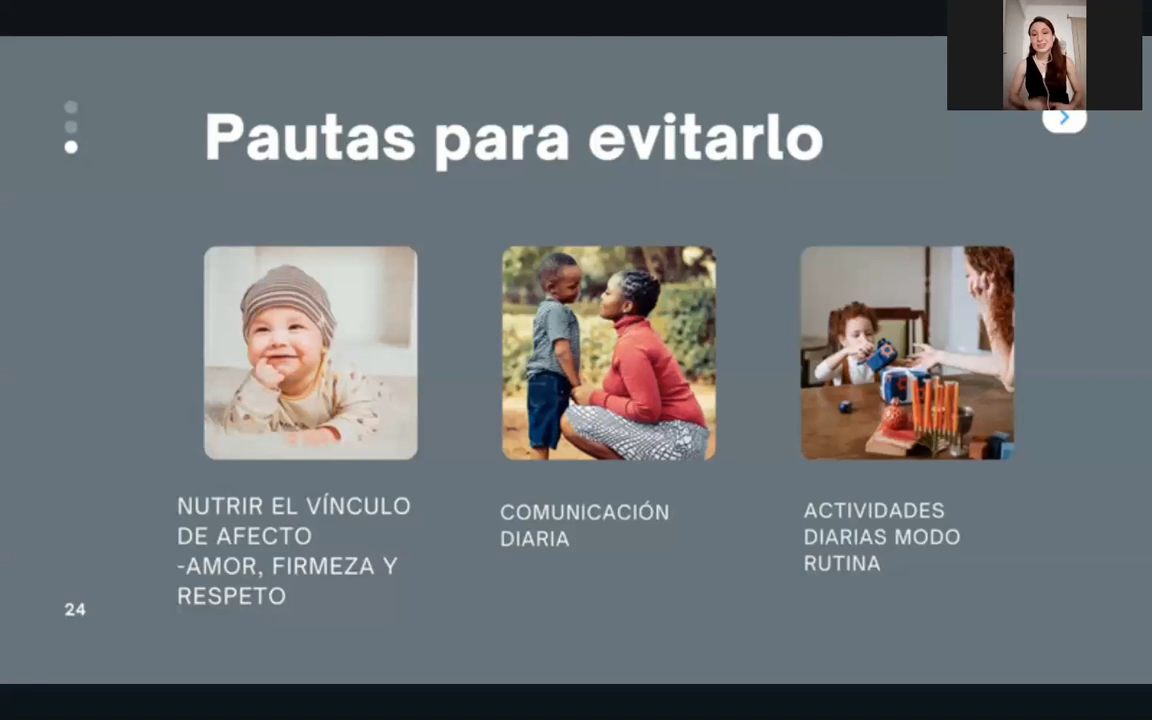 Pautas para evitarlo
NUTRIR EL VÍNCULO
DE AFECTO
-AMOR, FIRMEZA Y
RESPETO
COMUNICACIÓN
DIARIA
ACTIVIDADES
DIARIAS MODO
RUTINA
24